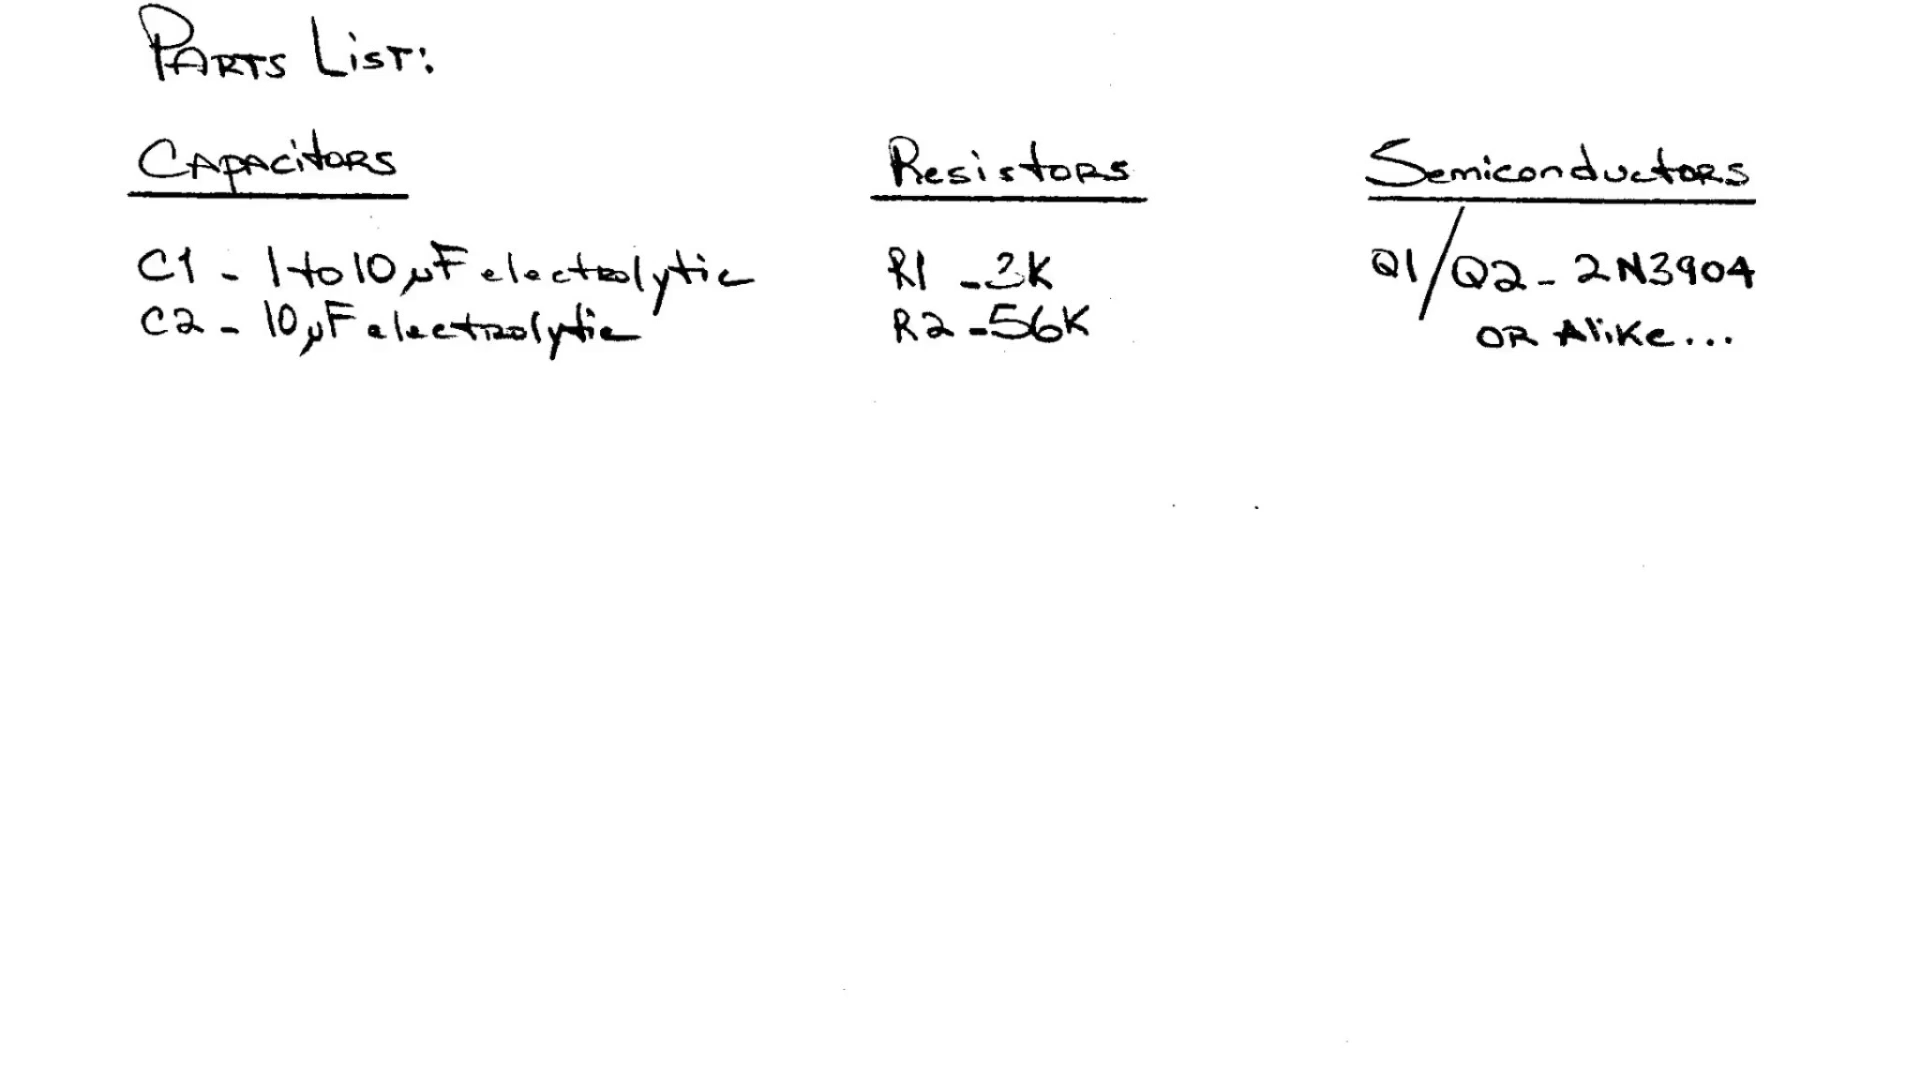 PARTS LIST:
CAPACITORS
C1 - 1 to 10 µF electrolytic
C2 - 10 µF electrolytic
Resistors
R1 - 3K
R2 - 56K
Semiconductors
Q1/Q2 - 2N3904
OR Alike...